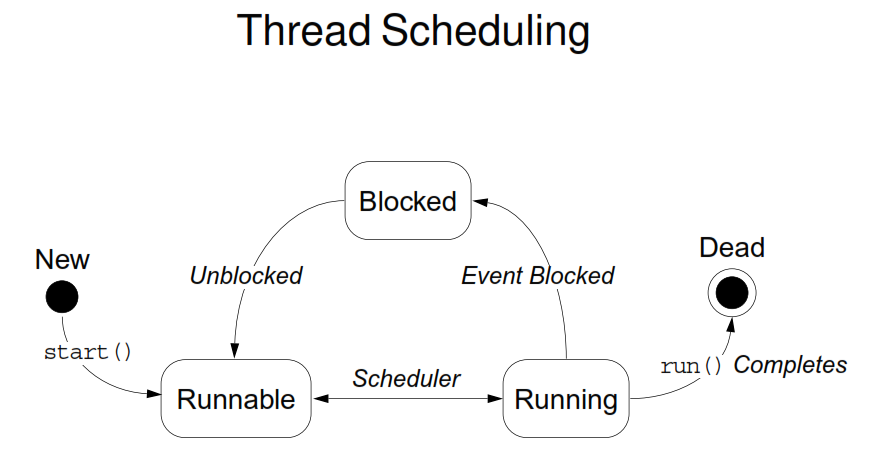 Thread Scheduling
Blocked
New
Dead
Unblocked
Event Blocked
start()
Scheduler
run() Completes
Runnable
Running